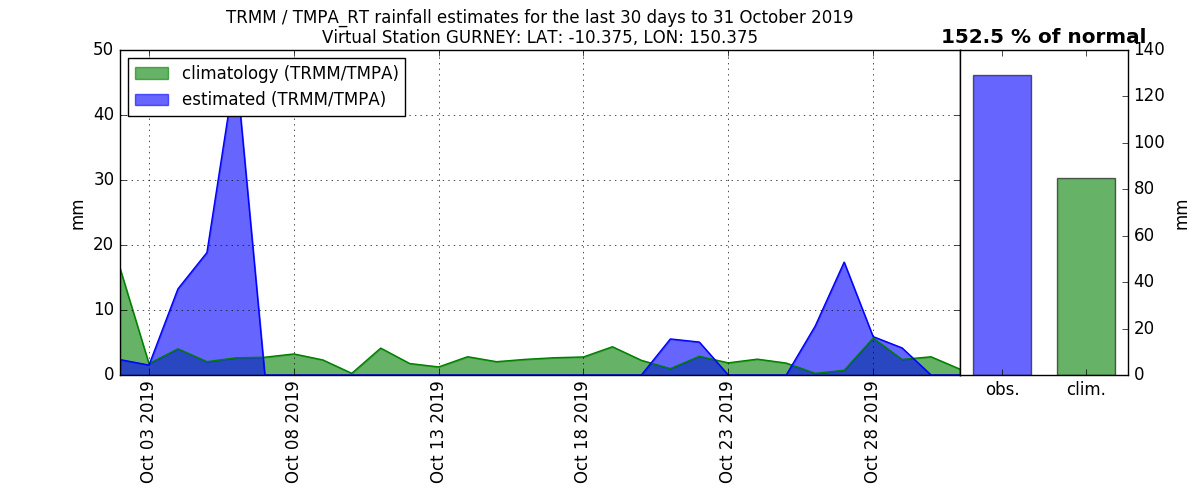 TRMM / TMPA_RT rainfall estimates for the last 30 days to 31 October 2019
Virtual Station GURNEY: LAT: -10.375, LON: 150.375
152.5 % of normal
climatology (TRMM/TMPA)
estimated (TRMM/TMPA)
50
40
30
20
10
0
mm
Oct 03 2019
Oct 08 2019
Oct 13 2019
Oct 18 2019
Oct 23 2019
Oct 28 2019
140
120
100
80
60
40
20
0
mm
obs.
clim.